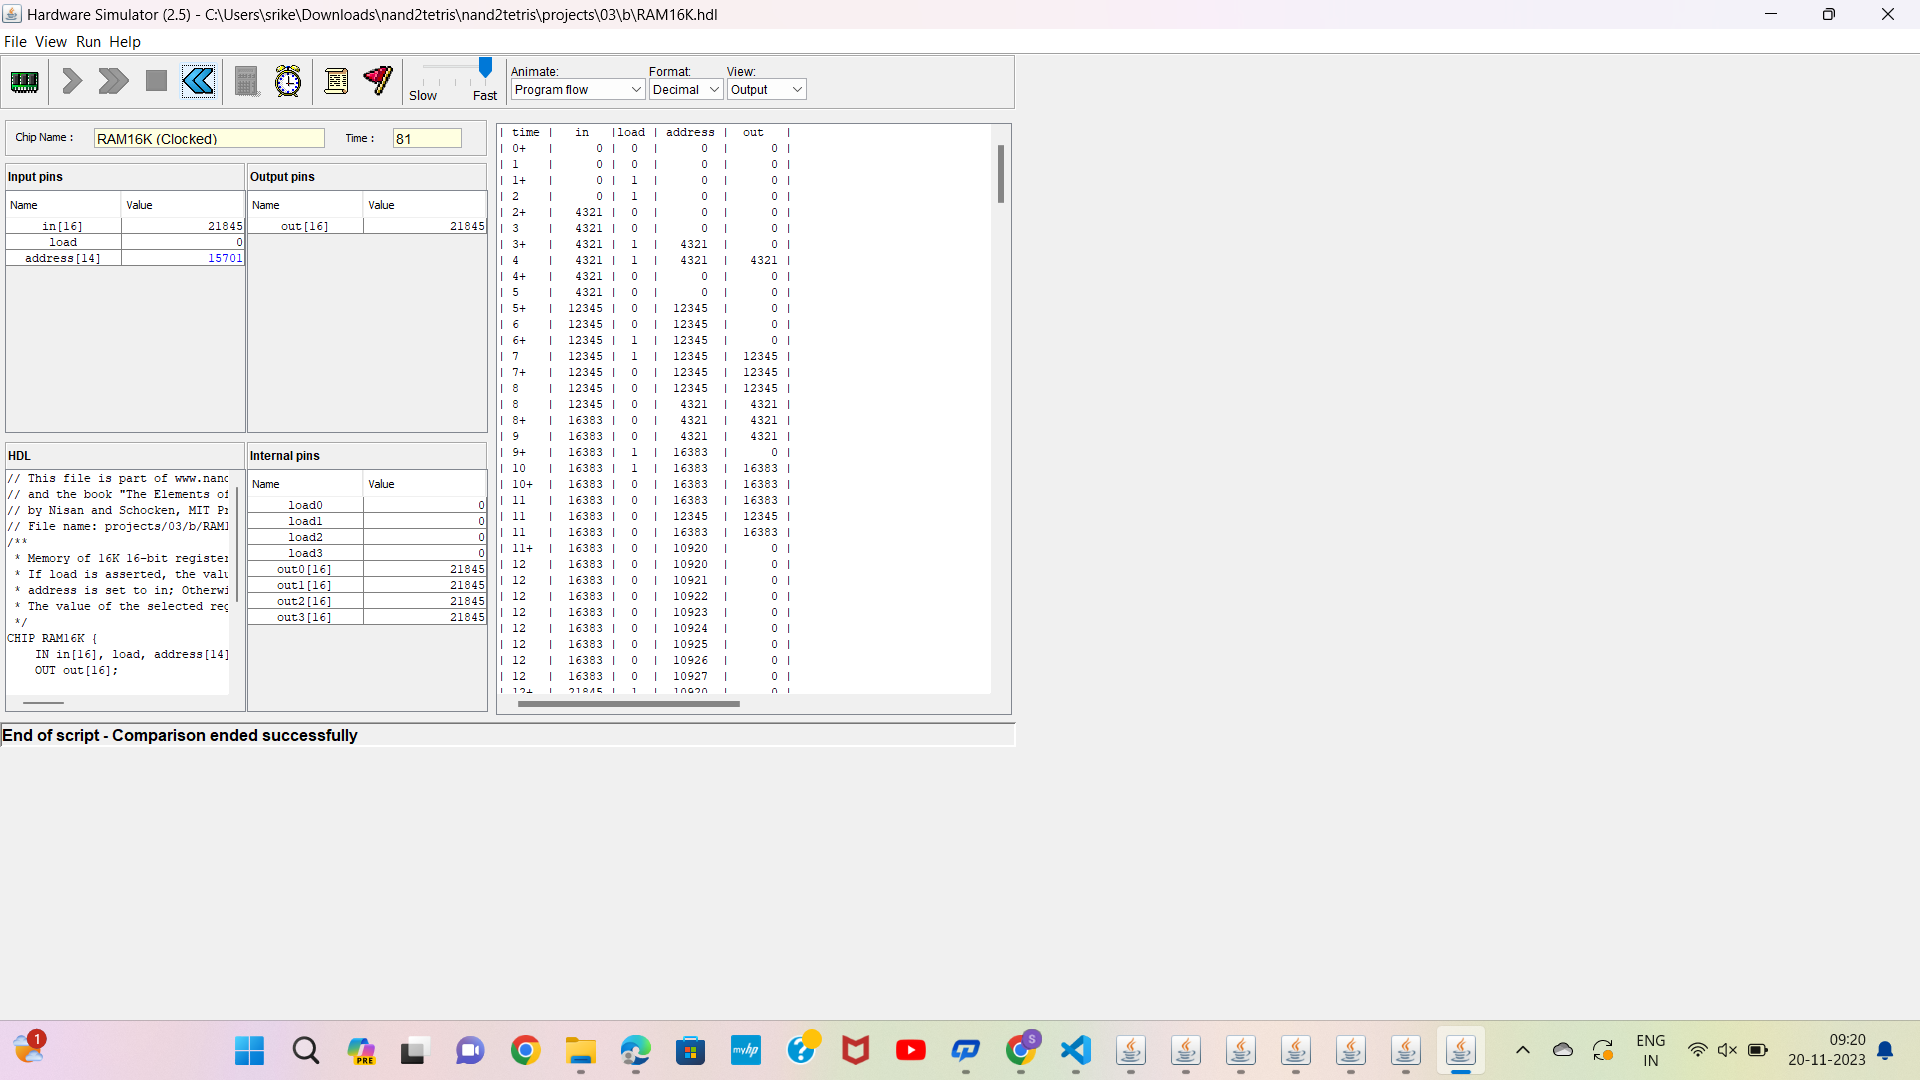 Hardware Simulator (2.5) - C:\Users\srike\Downloads\nand2tetris\nand2tetris\projects\03\b\RAM16K.hdl
File View Run Help
Slow Fast
Animate: Format: View:
Program flow Decimal Output
Chip Name : RAM16K (Clocked) Time : 81
Input pins
Name Value
in[16] 21845
load 0
address[14] 15701
Output pins
Name Value
out[16] 21845
HDL
// This file is part of www.nand
// and the book "The Elements of
// by Nisan and Schocken, MIT Pr
// File name: projects/03/b/RAM1
/**
* Memory of 16K 16-bit register
* If load is asserted, the valu
* address is set to in; Otherwi
* The value of the selected reg
*/
CHIP RAM16K {
IN in[16], load, address[14]
OUT out[16];
Internal pins
Name Value
load0 0
load1 0
load2 0
load3 0
out0[16] 21845
out1[16] 21845
out2[16] 21845
out3[16] 21845
| time | in |load | address | out |
| 0+ | 0 | 0 | 0 | 0 |
| 1 | 0 | 0 | 0 | 0 |
| 1+ | 0 | 1 | 0 | 0 |
| 2 | 0 | 1 | 0 | 0 |
| 2+ | 4321 | 0 | 0 | 0 |
| 3 | 4321 | 0 | 0 | 0 |
| 3+ | 4321 | 1 | 4321 | 0 |
| 4 | 4321 | 1 | 4321 | 4321 |
| 4+ | 4321 | 0 | 0 | 0 |
| 5 | 4321 | 0 | 0 | 0 |
| 5+ | 12345 | 0 | 12345 | 0 |
| 6 | 12345 | 0 | 12345 | 0 |
| 6+ | 12345 | 1 | 12345 | 0 |
| 7 | 12345 | 1 | 12345 | 12345 |
| 7+ | 12345 | 0 | 12345 | 12345 |
| 8 | 12345 | 0 | 12345 | 12345 |
| 8 | 12345 | 0 | 4321 | 4321 |
| 8+ | 16383 | 0 | 4321 | 4321 |
| 9 | 16383 | 0 | 4321 | 4321 |
| 9+ | 16383 | 1 | 16383 | 0 |
| 10 | 16383 | 1 | 16383 | 16383 |
| 10+ | 16383 | 0 | 16383 | 16383 |
| 11 | 16383 | 0 | 16383 | 16383 |
| 11 | 16383 | 0 | 12345 | 12345 |
| 11 | 16383 | 0 | 16383 | 16383 |
| 11+ | 16383 | 0 | 10920 | 0 |
| 12 | 16383 | 0 | 10920 | 0 |
| 12 | 16383 | 0 | 10921 | 0 |
| 12 | 16383 | 0 | 10922 | 0 |
| 12 | 16383 | 0 | 10923 | 0 |
| 12 | 16383 | 0 | 10924 | 0 |
| 12 | 16383 | 0 | 10925 | 0 |
| 12 | 16383 | 0 | 10926 | 0 |
| 12 | 16383 | 0 | 10927 | 0 |
| 12+ | 21845 | 1 | 10920 | 0 |
End of script - Comparison ended successfully
1
PRE
myhp
S
ENG
IN
09:20
20-11-2023